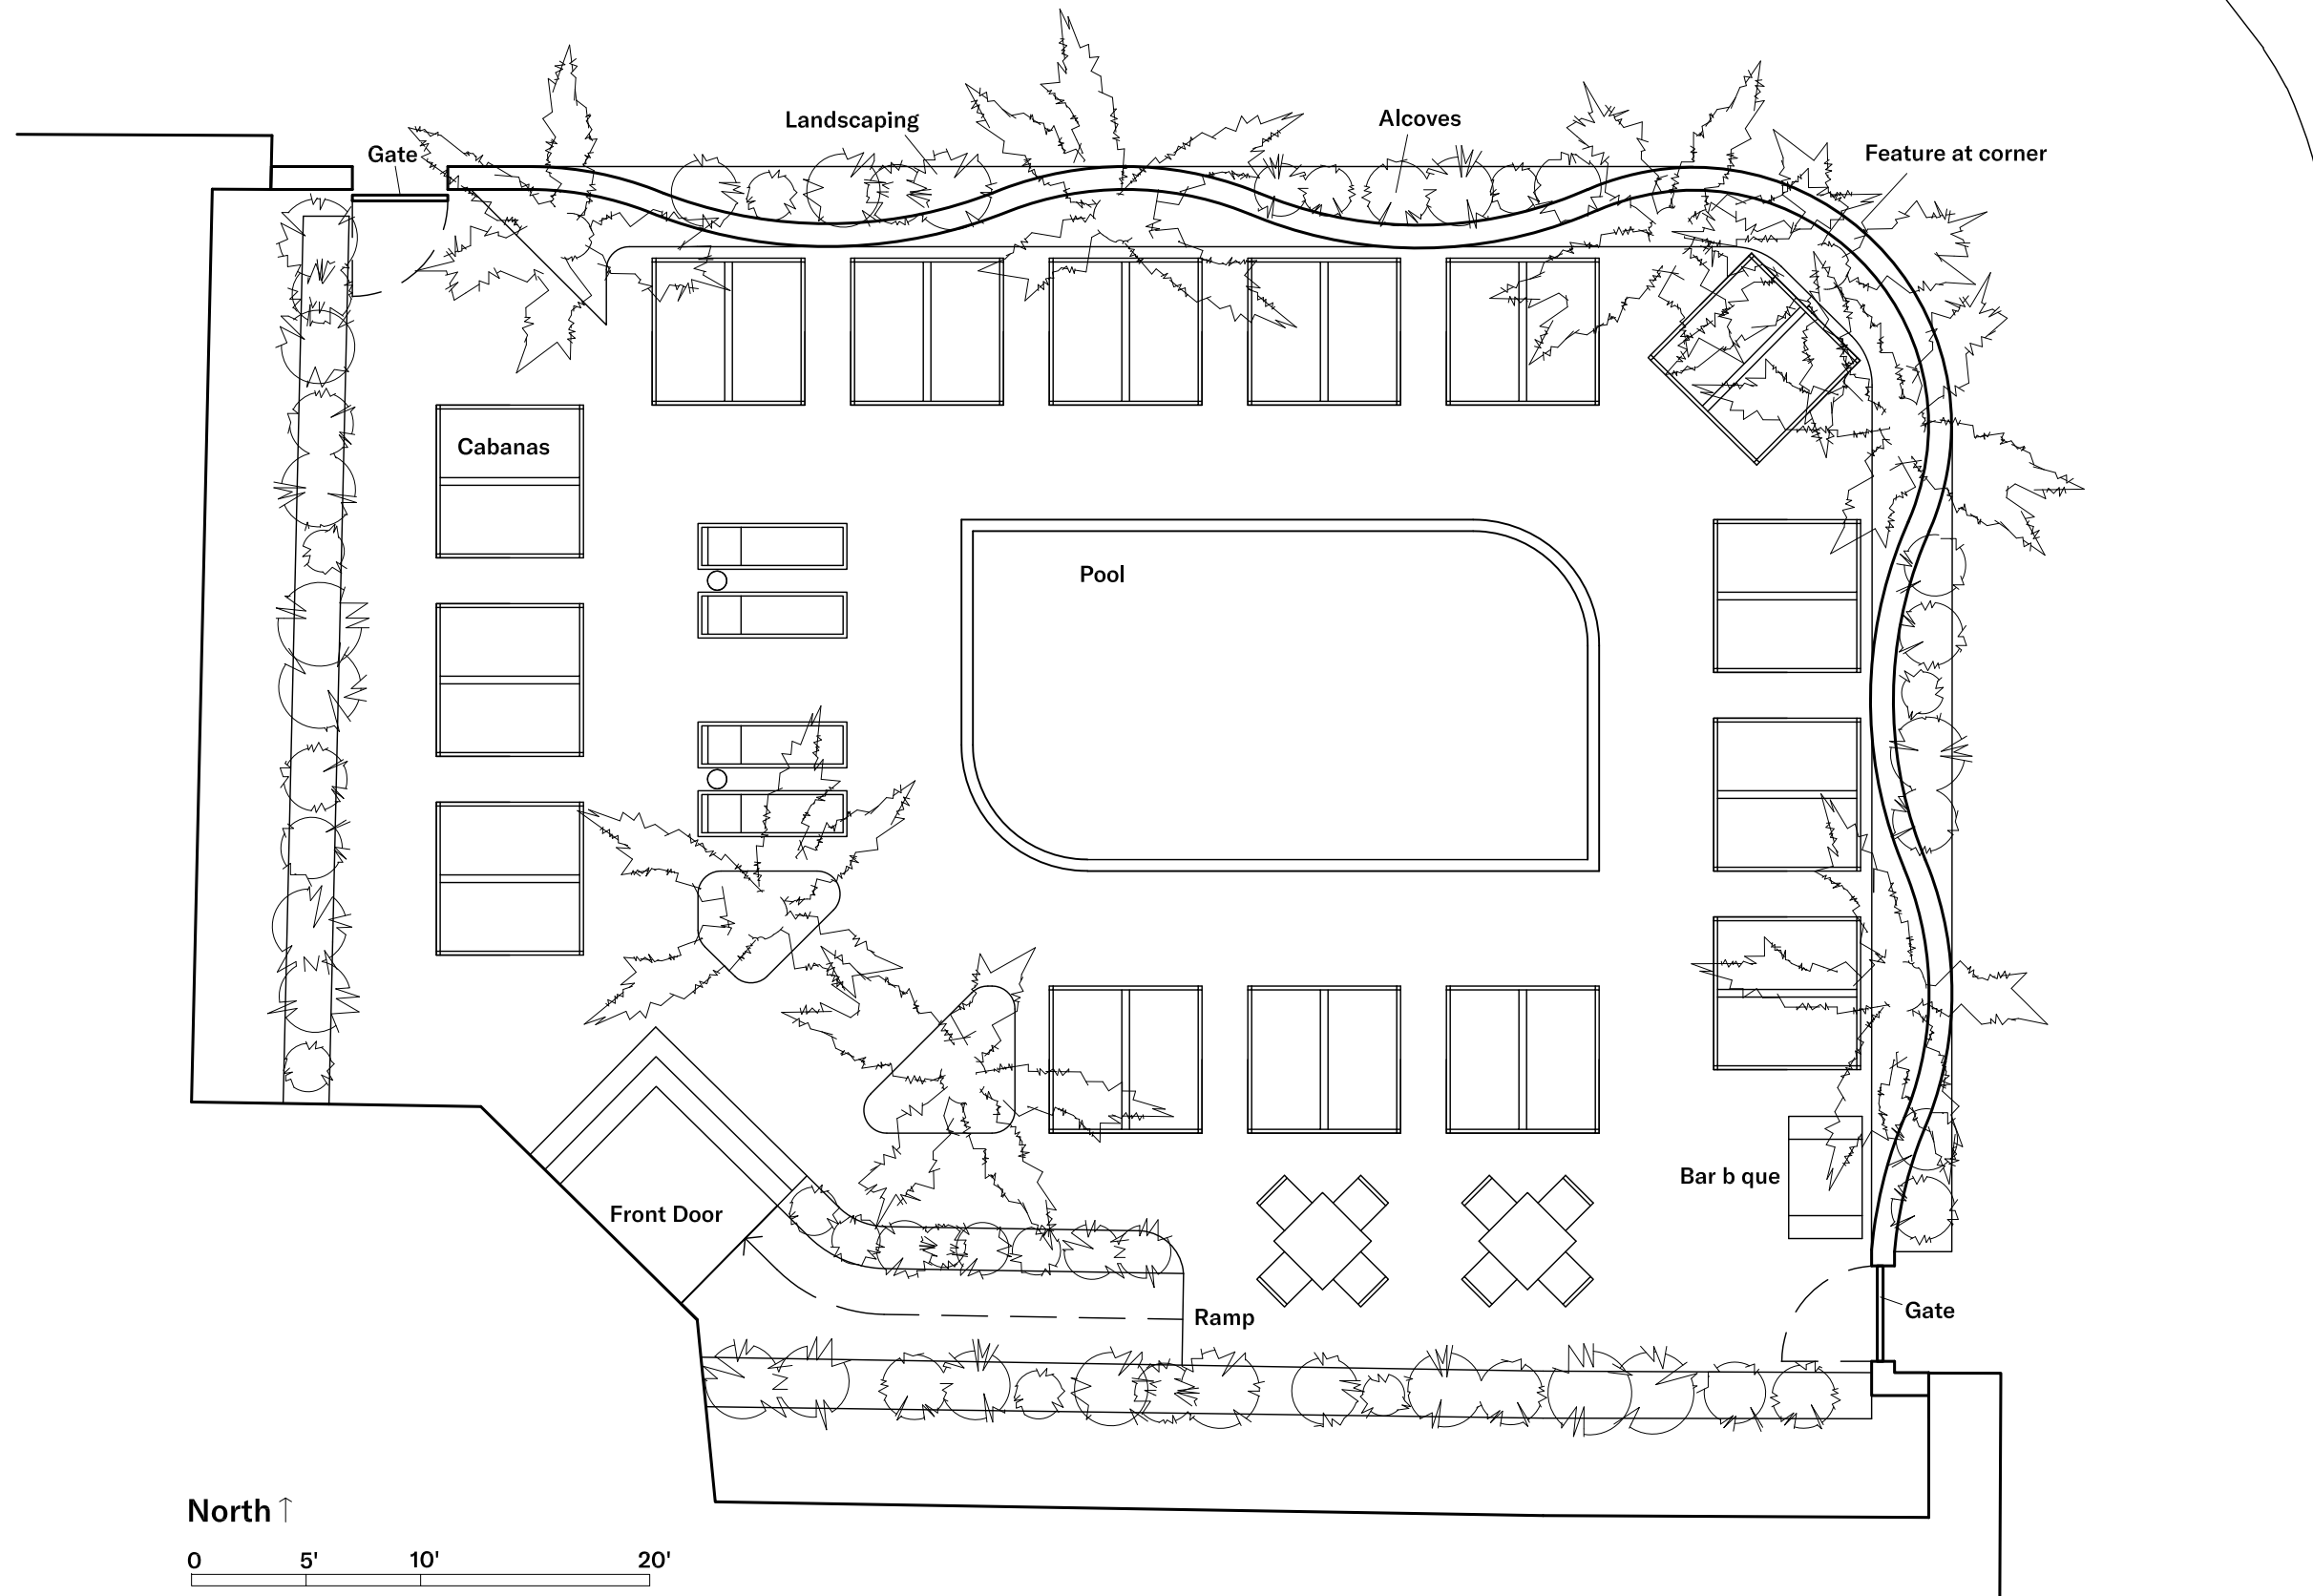 Landscaping
Alcoves
Gate
Feature at corner
Cabanas
Pool
Bar b que
Front Door
Gate
Ramp
North ↑
0 5' 10' 20'